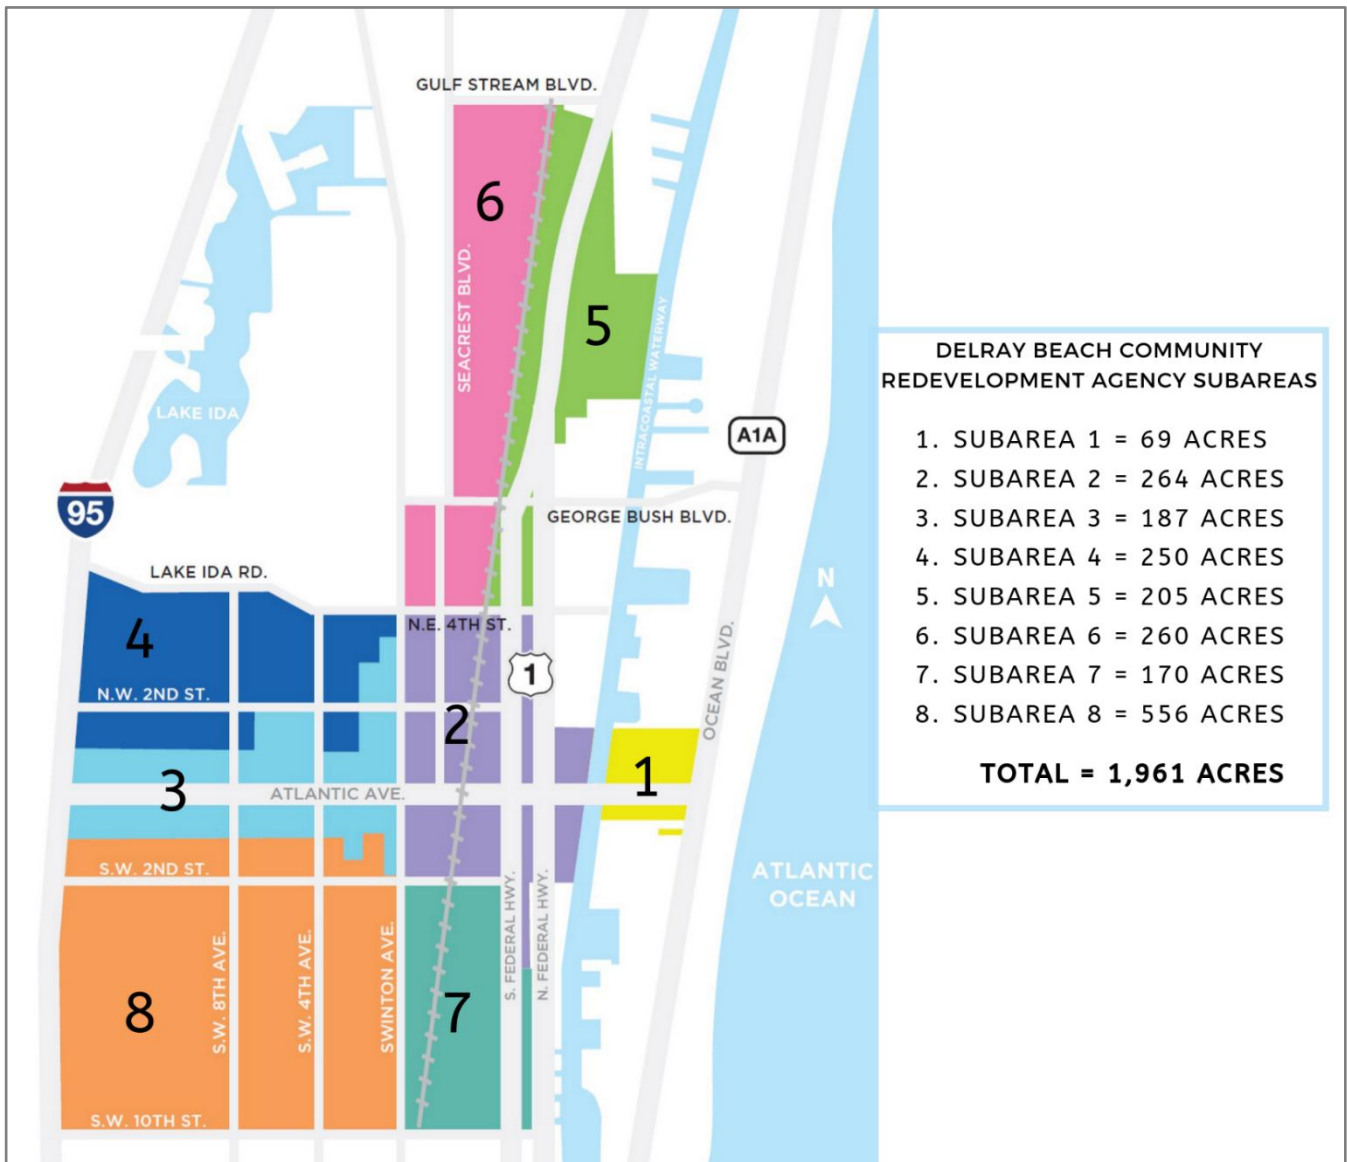 GULF STREAM BLVD.
6
SEACREST BLVD.
5
INTRACOASTAL WATERWAY
LAKE IDA
A1A
95
GEORGE BUSH BLVD.
LAKE IDA RD.
N
4
N.E. 4TH ST.
1
OCEAN BLVD.
N.W. 2ND ST.
2
3
ATLANTIC AVE.
1
S.W. 2ND ST.
ATLANTIC
OCEAN
S.W. 8TH AVE.
S.W. 4TH AVE.
SWINTON AVE.
S. FEDERAL HWY.
N. FEDERAL HWY.
8
7
S.W. 10TH ST.
DELRAY BEACH COMMUNITY
REDEVELOPMENT AGENCY SUBAREAS
1. SUBAREA 1 = 69 ACRES
2. SUBAREA 2 = 264 ACRES
3. SUBAREA 3 = 187 ACRES
4. SUBAREA 4 = 250 ACRES
5. SUBAREA 5 = 205 ACRES
6. SUBAREA 6 = 260 ACRES
7. SUBAREA 7 = 170 ACRES
8. SUBAREA 8 = 556 ACRES
TOTAL = 1,961 ACRES